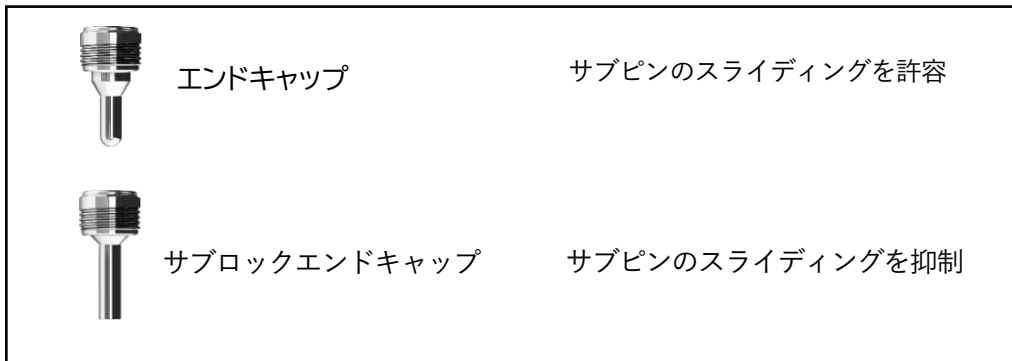 エンドキャップ
サブピンのスライディングを許容
サブロックエンドキャップ
サブピンのスライディングを抑制